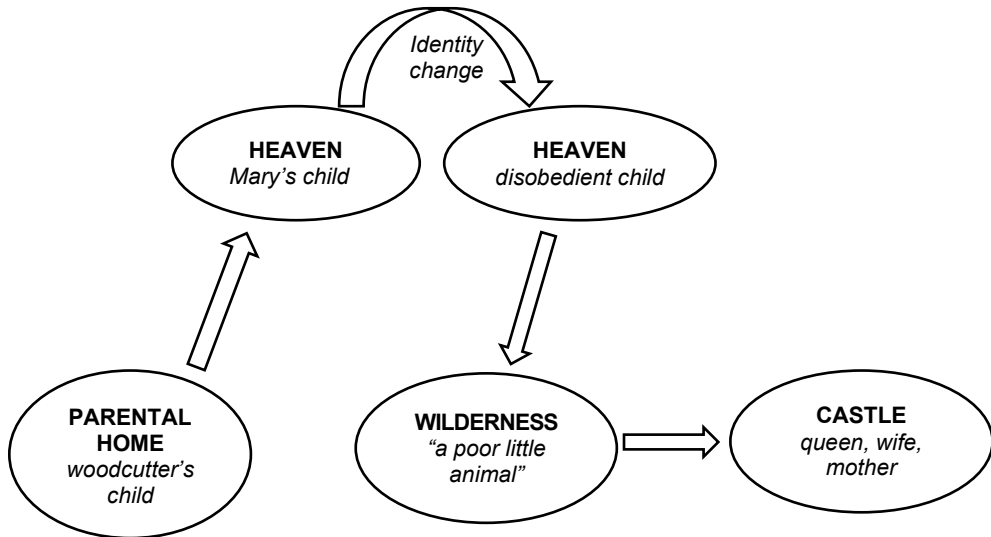 Identity
change
HEAVEN
Mary’s child
HEAVEN
disobedient child
PARENTAL
HOME
woodcutter’s
child
WILDERNESS
“a poor little
animal”
CASTLE
queen, wife,
mother